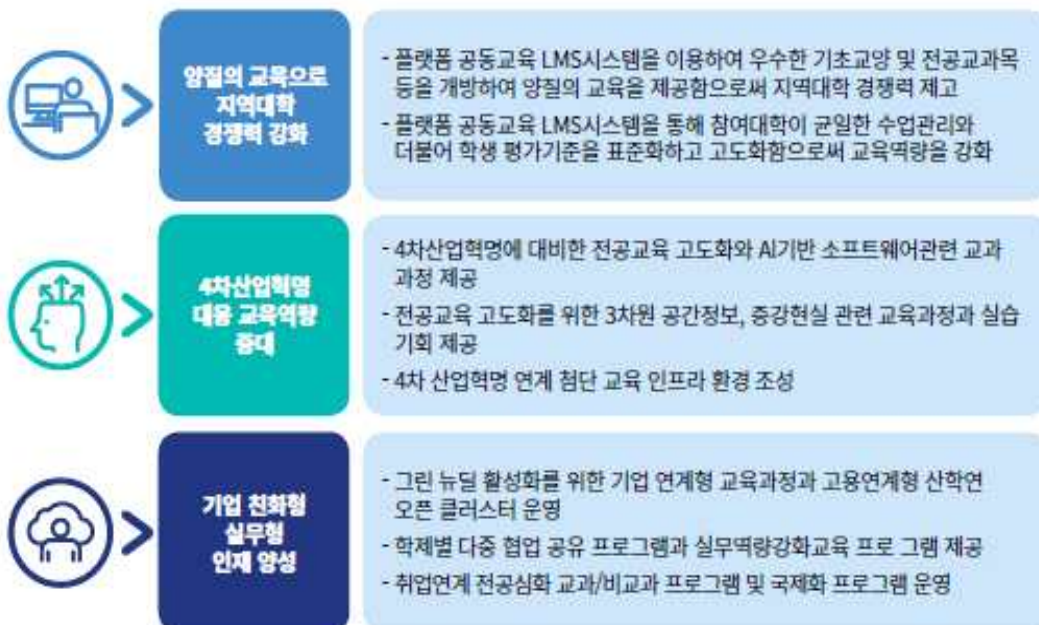 양질의 교육으로
지역대학
경쟁력 강화
- 플랫폼 공동교육 LMS시스템을 이용하여 우수한 기초교양 및 전공교과목
등을 개방하여 양질의 교육을 제공함으로써 지역대학 경쟁력 제고
- 플랫폼 공동교육 LMS시스템을 통해 참여대학이 균일한 수업관리와
더불어 학생 평가기준을 표준화하고 고도화함으로써 교육역량을 강화
4차산업혁명
대응 교육역량
증대
- 4차산업혁명에 대비한 전공교육 고도화와 AI기반 소프트웨어관련 교과
과정 제공
- 전공교육 고도화를 위한 3차원 공간정보, 증강현실 관련 교육과정과 실습
기회 제공
- 4차 산업혁명 연계 첨단 교육 인프라 환경 조성
기업 친화형
실무형
인재 양성
- 그린 뉴딜 활성화를 위한 기업 연계형 교육과정과 고용연계형 산학연
오픈 클러스터 운영
- 학제별 다중 협업 공유 프로그램과 실무역량강화교육 프로 그램 제공
- 취업연계 전공심화 교과/비교과 프로그램 및 국제화 프로그램 운영